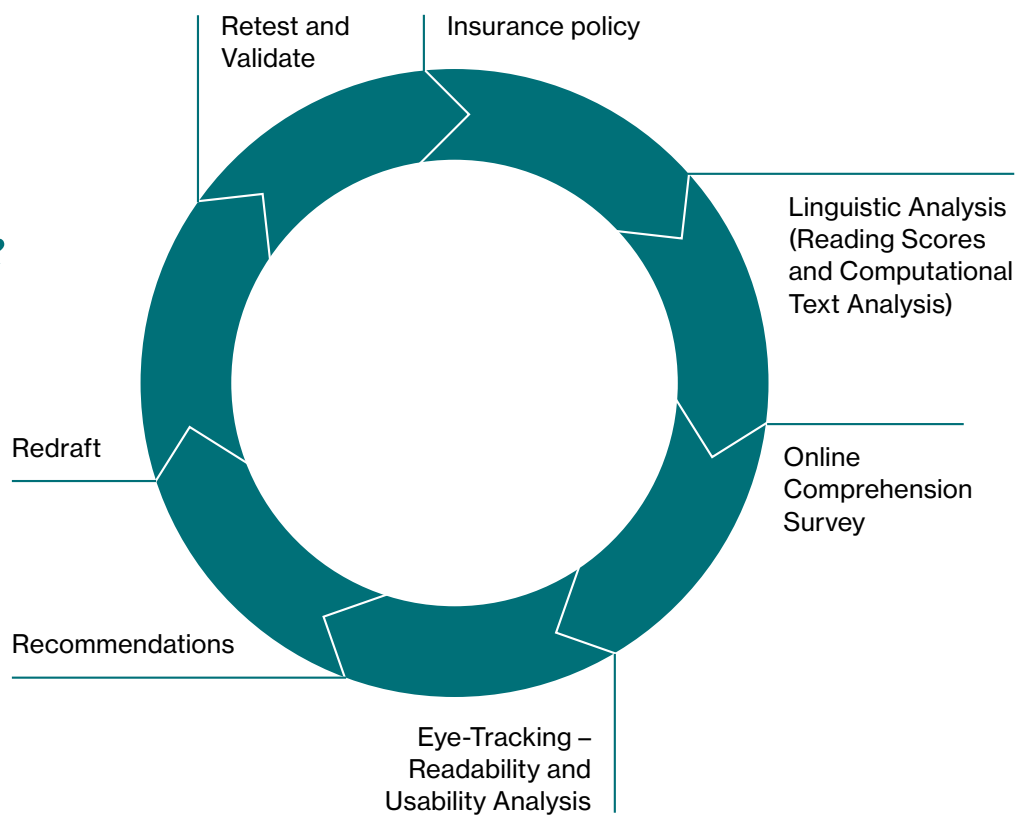 Retest and
Validate
Insurance policy
Linguistic Analysis
(Reading Scores
and Computational
Text Analysis)
Online
Comprehension
Survey
Eye-Tracking –
Readability and
Usability Analysis
Recommendations
Redraft